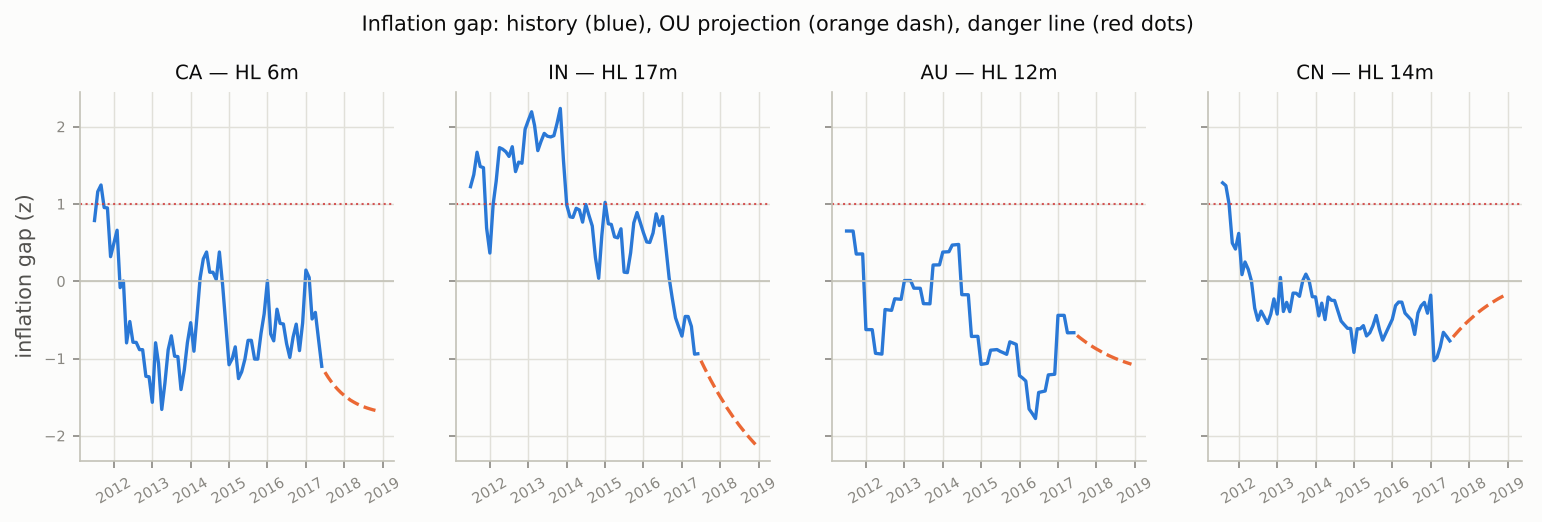 Inflation gap: history (blue), OU projection (orange dash), danger line (red dots)
CA — HL 6m
IN — HL 17m
AU — HL 12m
CN — HL 14m
inflation gap (z)
2
1
0
−1
−2
2012 2013 2014 2015 2016 2017 2018 2019
2012 2013 2014 2015 2016 2017 2018 2019
2012 2013 2014 2015 2016 2017 2018 2019
2012 2013 2014 2015 2016 2017 2018 2019